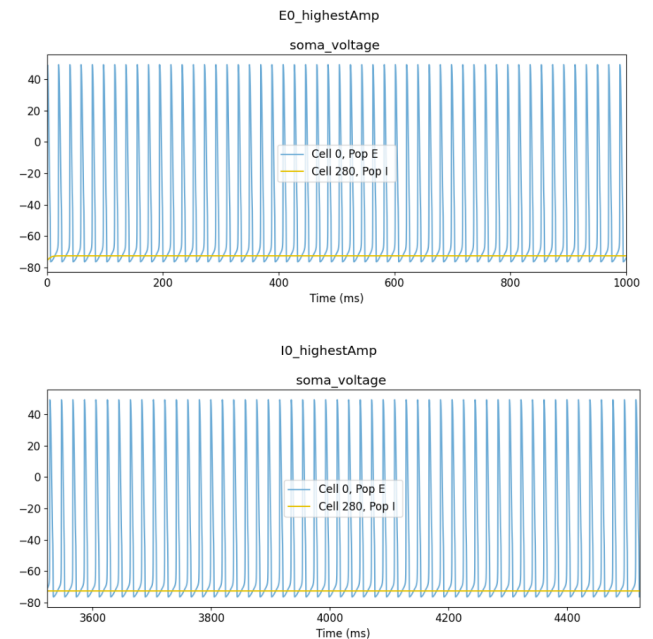 E0_highestAmp
soma_voltage
40
20
0
−20
−40
−60
−80
Cell 0, Pop E
Cell 280, Pop I
0 200 400 600 800 1000
Time (ms)
I0_highestAmp
soma_voltage
40
20
0
−20
−40
−60
−80
Cell 0, Pop E
Cell 280, Pop I
3600 3800 4000 4200 4400
Time (ms)